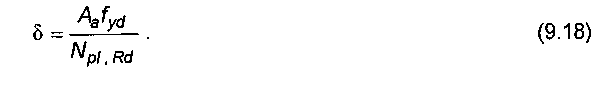 δ = A_a f_yd / N_pl, Rd . (9.18)